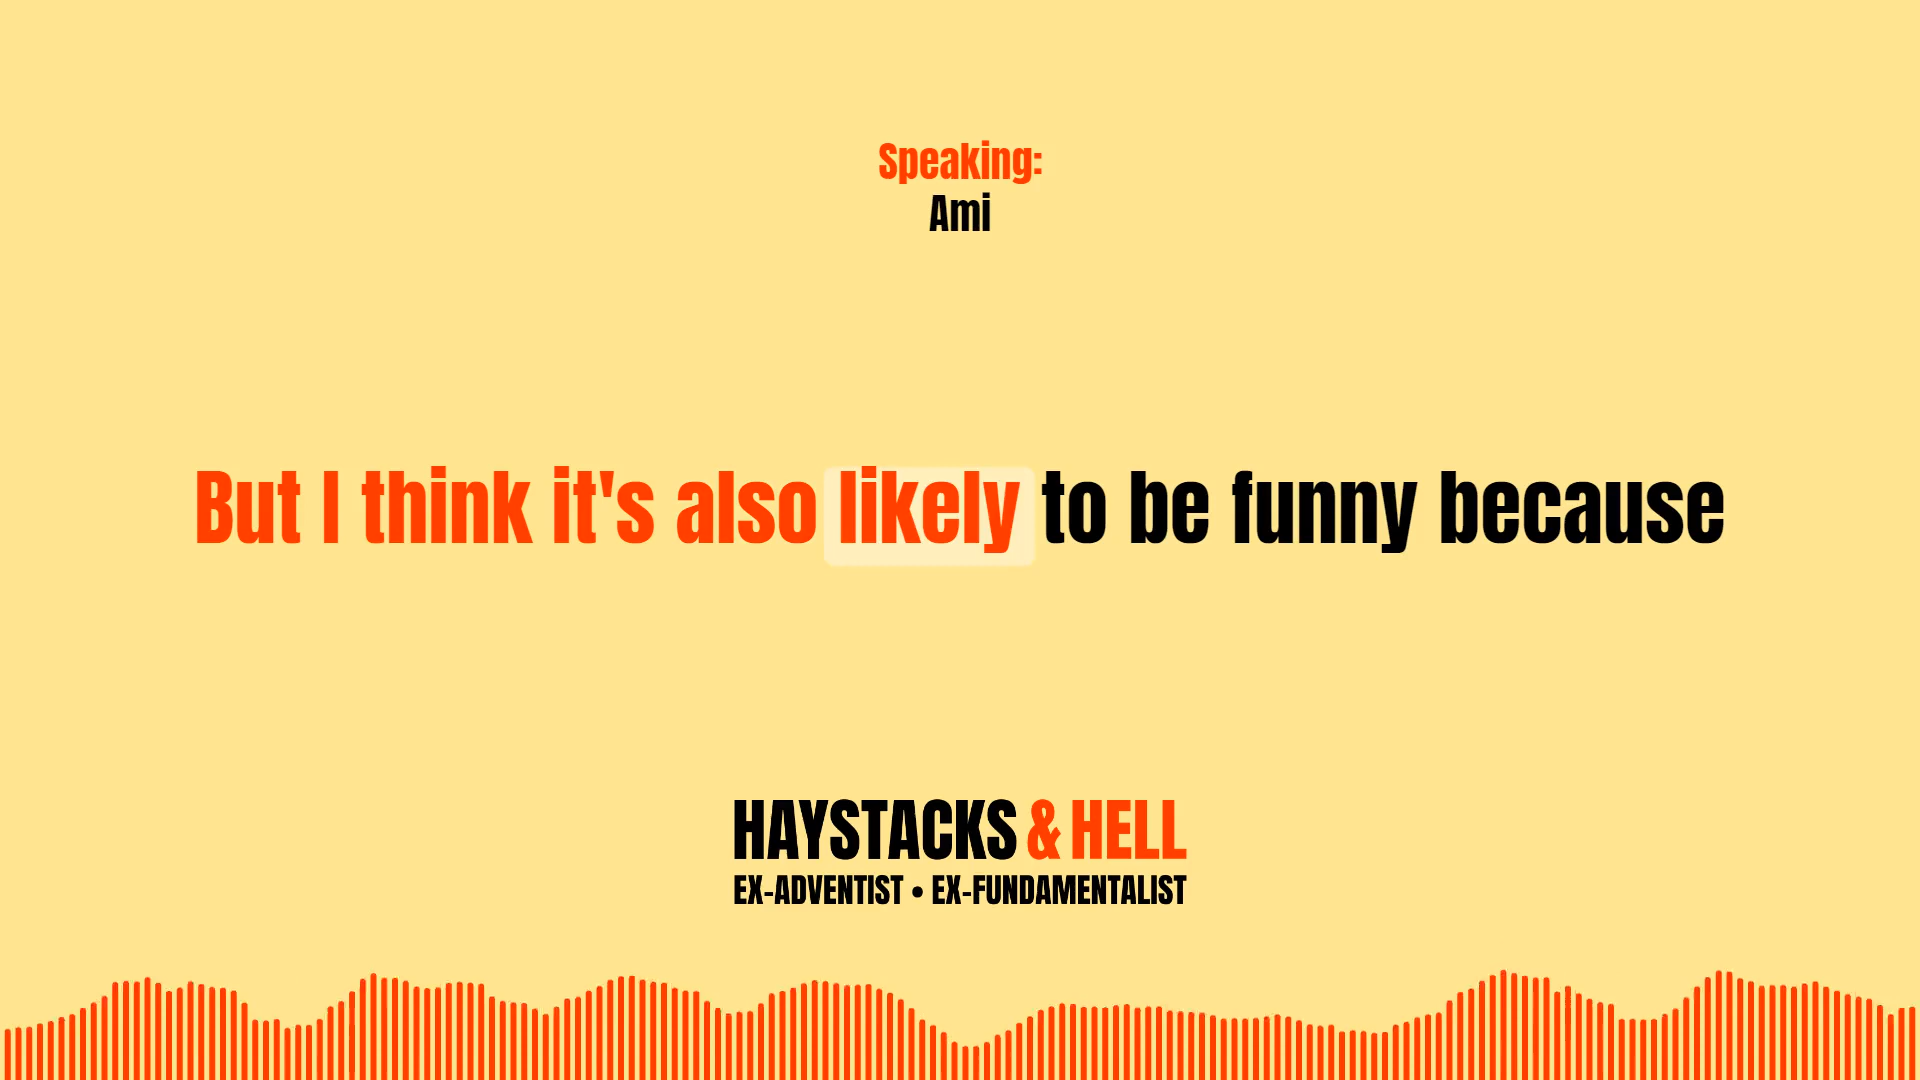 Speaking:
Ami
But I think it's also likely to be funny because
HAYSTACKS & HELL
EX-ADVENTIST • EX-FUNDAMENTALIST